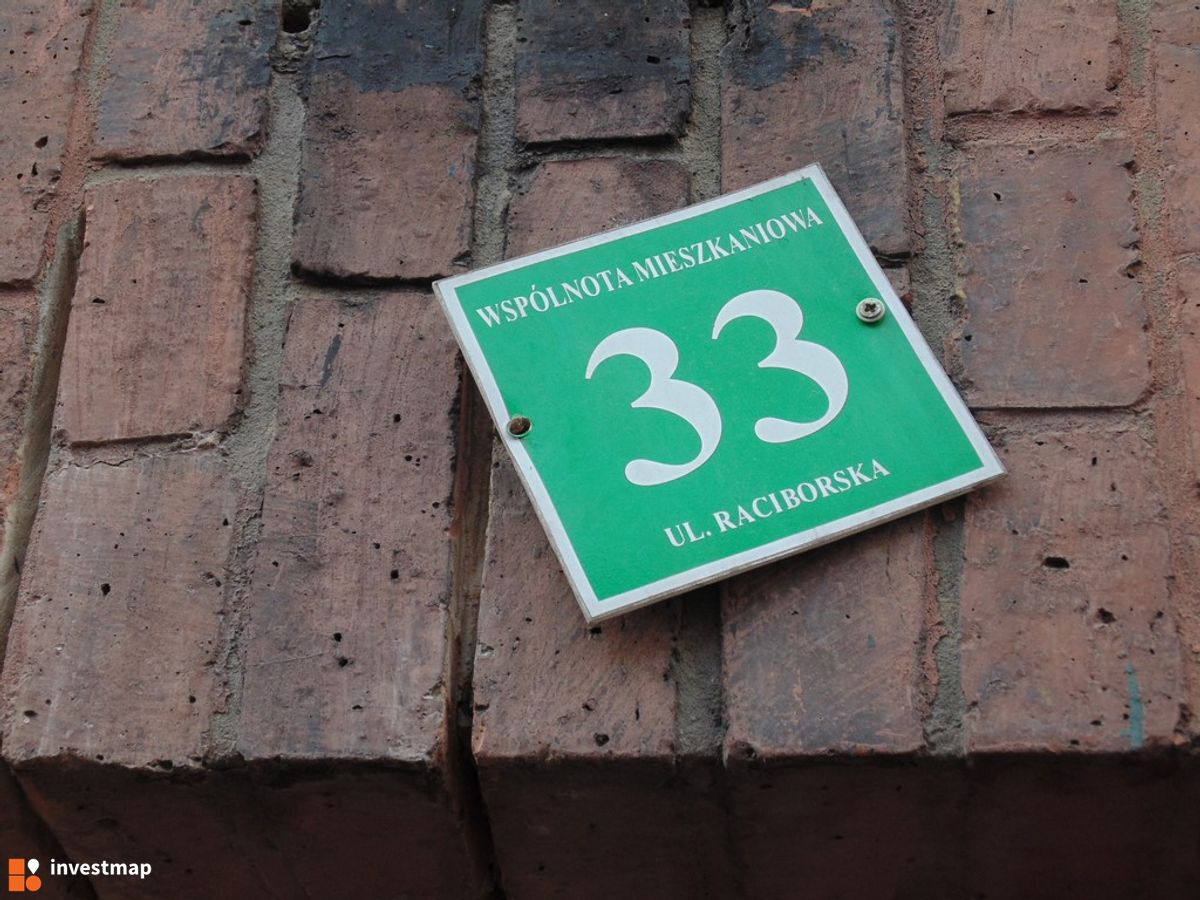 WSPÓLNOTA MIESZKANIOWA
33
UL. RACIBORSKA
investmap